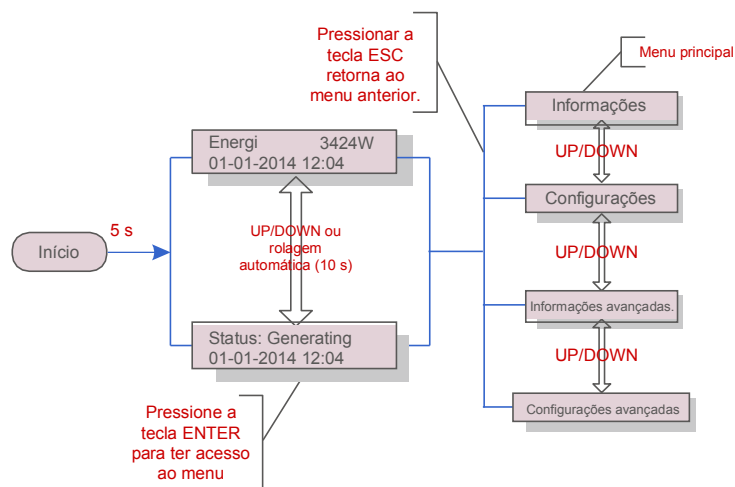 Pressionar a
tecla ESC
retorna ao
menu anterior.
Menu principal
Informações
Energi 3424W
01-01-2014 12:04
UP/DOWN
Configurações
5 s
Início
UP/DOWN ou
rolagem
automática (10 s)
UP/DOWN
Informações avançadas.
Status: Generating
01-01-2014 12:04
UP/DOWN
Pressione a
tecla ENTER
para ter acesso
ao menu
Configurações avançadas